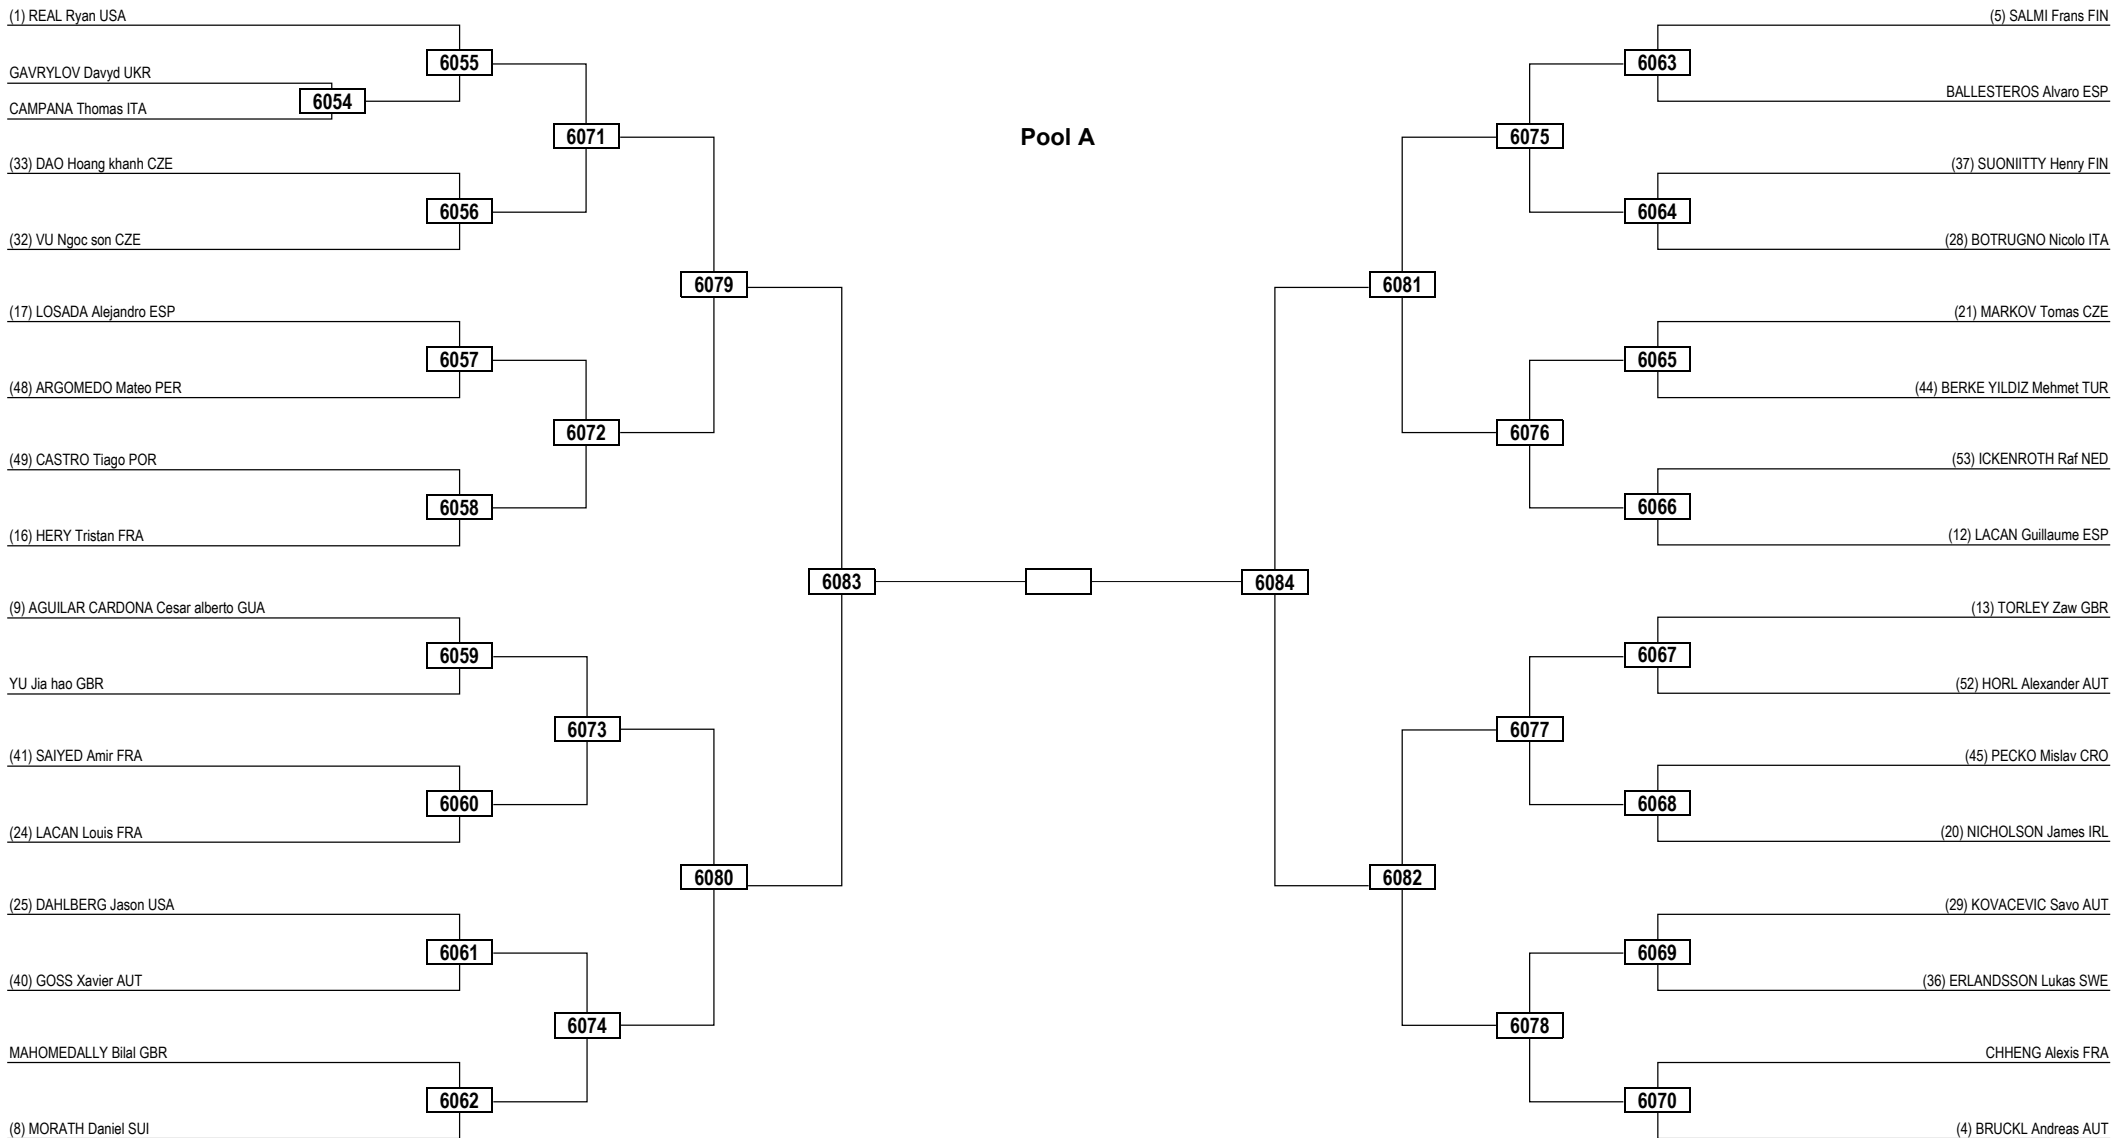 (1) REAL Ryan USA
6055
GAVRYLOV Davyd UKR
6054
CAMPANA Thomas ITA
6071
(33) DAO Hoang khanh CZE
6056
(32) VU Ngoc son CZE
6079
(17) LOSADA Alejandro ESP
6057
(48) ARGOMEDO Mateo PER
6072
(49) CASTRO Tiago POR
6058
(16) HERY Tristan FRA
6083
(9) AGUILAR CARDONA Cesar alberto GUA
6059
YU Jia hao GBR
6073
(41) SAIYED Amir FRA
6060
(24) LACAN Louis FRA
6080
(25) DAHLBERG Jason USA
6061
(40) GOSS Xavier AUT
6074
MAHOMEDALLY Bilal GBR
6062
(8) MORATH Daniel SUI
Pool A
(5) SALMI Frans FIN
6063
BALLESTEROS Alvaro ESP
6075
(37) SUONIITTY Henry FIN
6064
(28) BOTRUGNO Nicolo ITA
6081
(21) MARKOV Tomas CZE
6065
(44) BERKE YILDIZ Mehmet TUR
6076
(53) ICKENROTH Raf NED
6066
(12) LACAN Guillaume ESP
6084
(13) TORLEY Zaw GBR
6067
(52) HORL Alexander AUT
6077
(45) PECKO Mislav CRO
6068
(20) NICHOLSON James IRL
6082
(29) KOVACEVIC Savo AUT
6069
(36) ERLANDSSON Lukas SWE
6078
CHHENG Alexis FRA
6070
(4) BRUCKL Andreas AUT